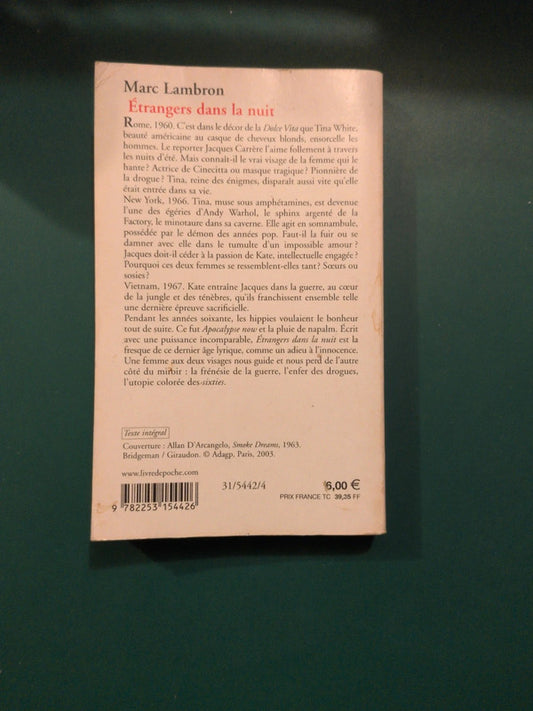 Marc Lambron
Étrangers dans la nuit
Rome, 1960. C'est dans le décor de la Dolce Vita que Tina White,
beauté américaine au casque de cheveux blonds, ensorcelle les
hommes. Le reporter Jacques Carrère l'aime follement à travers
les nuits d'été. Mais connaît-il le vrai visage de la femme qui le
hante ? Actrice de Cinecitta ou masque tragique ? Pionnière de
la drogue ? Tina, reine des énigmes, disparaît aussi vite qu'elle
était entrée dans sa vie.
New York, 1966. Tina, muse sous amphétamines, est devenue
l'une des égéries d'Andy Warhol, le sphinx argenté de la
Factory, le minotaure dans sa caverne. Elle agit en somnambule,
possédée par le démon des années pop. Faut-il la fuir ou se
damner avec elle dans le tumulte d'un impossible amour ?
Jacques doit-il céder à la passion de Kate, intellectuelle engagée ?
Pourquoi ces deux femmes se ressemblent-elles tant ? Sœurs ou
sosies ?
Vietnam, 1967. Kate entraîne Jacques dans la guerre, au cœur
de la jungle et des ténèbres, qu'ils franchissent ensemble telle
une dernière épreuve sacrificielle.
Pendant les années soixante, les hippies voulaient le bonheur
tout de suite. Ce fut Apocalypse now et la pluie de napalm. Écrit
avec une puissance incomparable, Étrangers dans la nuit est la
fresque de ce dernier âge lyrique, comme un adieu à l'innocence.
Une femme aux deux visages nous guide et nous perd de l'autre
côté du miroir : la frénésie de la guerre, l'enfer des drogues,
l'utopie colorée des sixties.
Texte intégral
Couverture : Allan D'Arcangelo, Smoke Dreams, 1963.
Bridgeman / Giraudon. © Adagp, Paris, 2003.
www.livredepoche.com
31/5442/4
6,00 €
PRIX FRANCE TC 39,35 FF
9 782253 154426